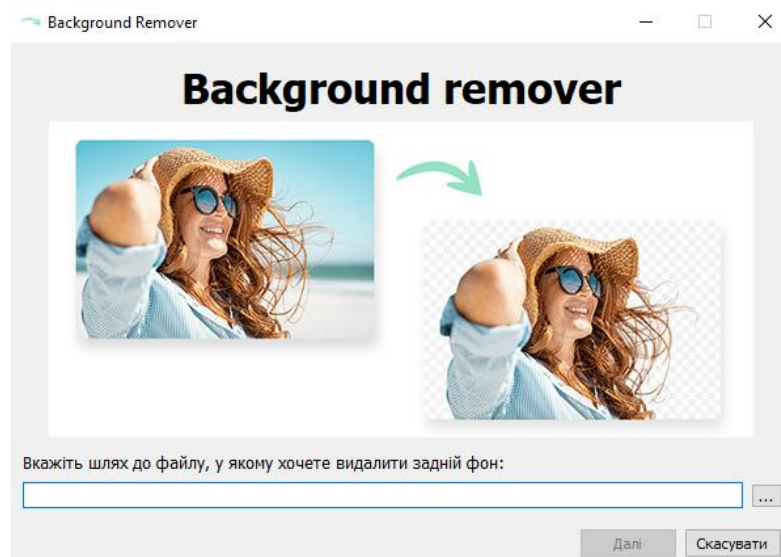 Background Remover
Background remover
Вкажіть шлях до файлу, у якому хочете видалити задній фон:
...
Далі
Скасувати